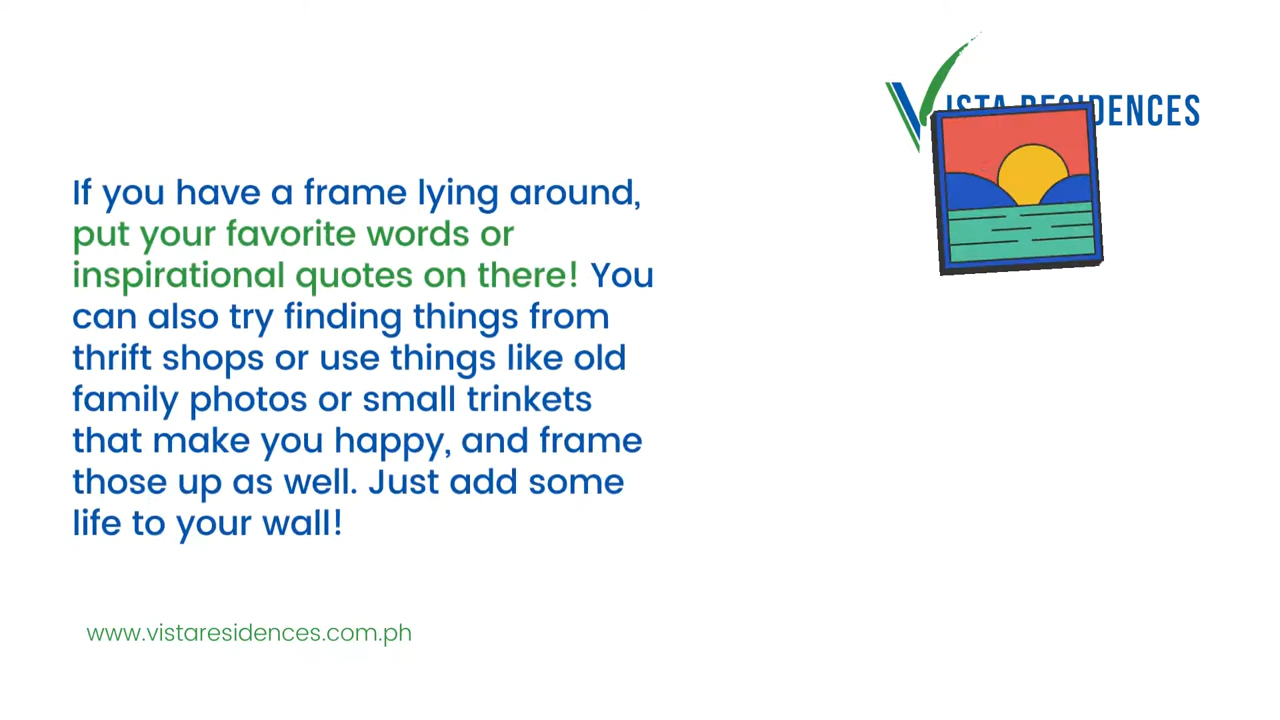 VISTA RESIDENCES
If you have a frame lying around,
put your favorite words or
inspirational quotes on there! You
can also try finding things from
thrift shops or use things like old
family photos or small trinkets
that make you happy, and frame
those up as well. Just add some
life to your wall!
www.vistaresidences.com.ph